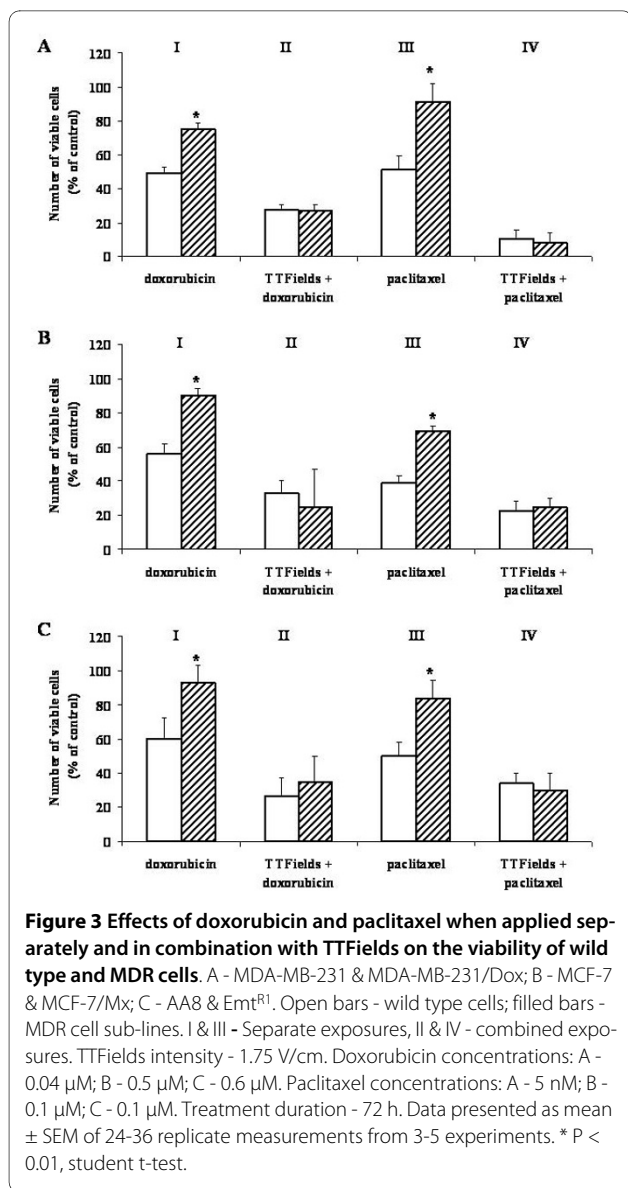 A I II III IV
Number of viable cells
(% of control)
120
100
80
60
40
20
0
* *
doxorubicin TTFields + doxorubicin paclitaxel TTFields + paclitaxel
B I II III IV
Number of viable cells
(% of control)
120
100
80
60
40
20
0
* *
doxorubicin TTFields + doxorubicin paclitaxel TTFields + paclitaxel
C I II III IV
Number of viable cells
(% of control)
120
100
80
60
40
20
0
* *
doxorubicin TTFields + doxorubicin paclitaxel TTFields + paclitaxel
Figure 3 Effects of doxorubicin and paclitaxel when applied sep-
arately and in combination with TTFields on the viability of wild
type and MDR cells. A - MDA-MB-231 & MDA-MB-231/Dox; B - MCF-7
& MCF-7/Mx; C - AA8 & Emt^R1. Open bars - wild type cells; filled bars -
MDR cell sub-lines. I & III - Separate exposures, II & IV - combined expo-
sures. TTFields intensity - 1.75 V/cm. Doxorubicin concentrations: A -
0.04 μM; B - 0.5 μM; C - 0.6 μM. Paclitaxel concentrations: A - 5 nM; B -
0.1 μM; C - 0.1 μM. Treatment duration - 72 h. Data presented as mean
± SEM of 24-36 replicate measurements from 3-5 experiments. * P <
0.01, student t-test.